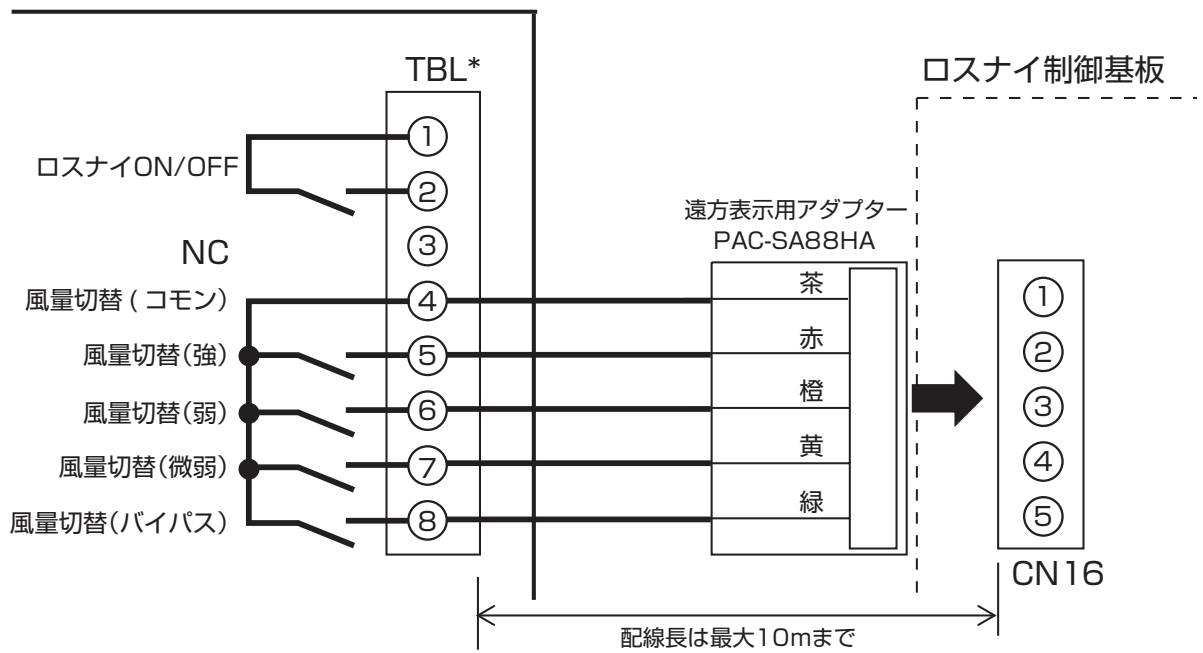 TBL*
ロスナイ制御基板
①
ロスナイON/OFF
②
遠方表示用アダプター
PAC-SA88HA
③
NC
茶
①
風量切替 ( コモン)
④
赤
②
風量切替(強)
⑤
橙
③
風量切替(弱)
⑥
黄
④
風量切替(微弱)
⑦
緑
⑤
風量切替(バイパス)
⑧
CN16
配線長は最大10mまで